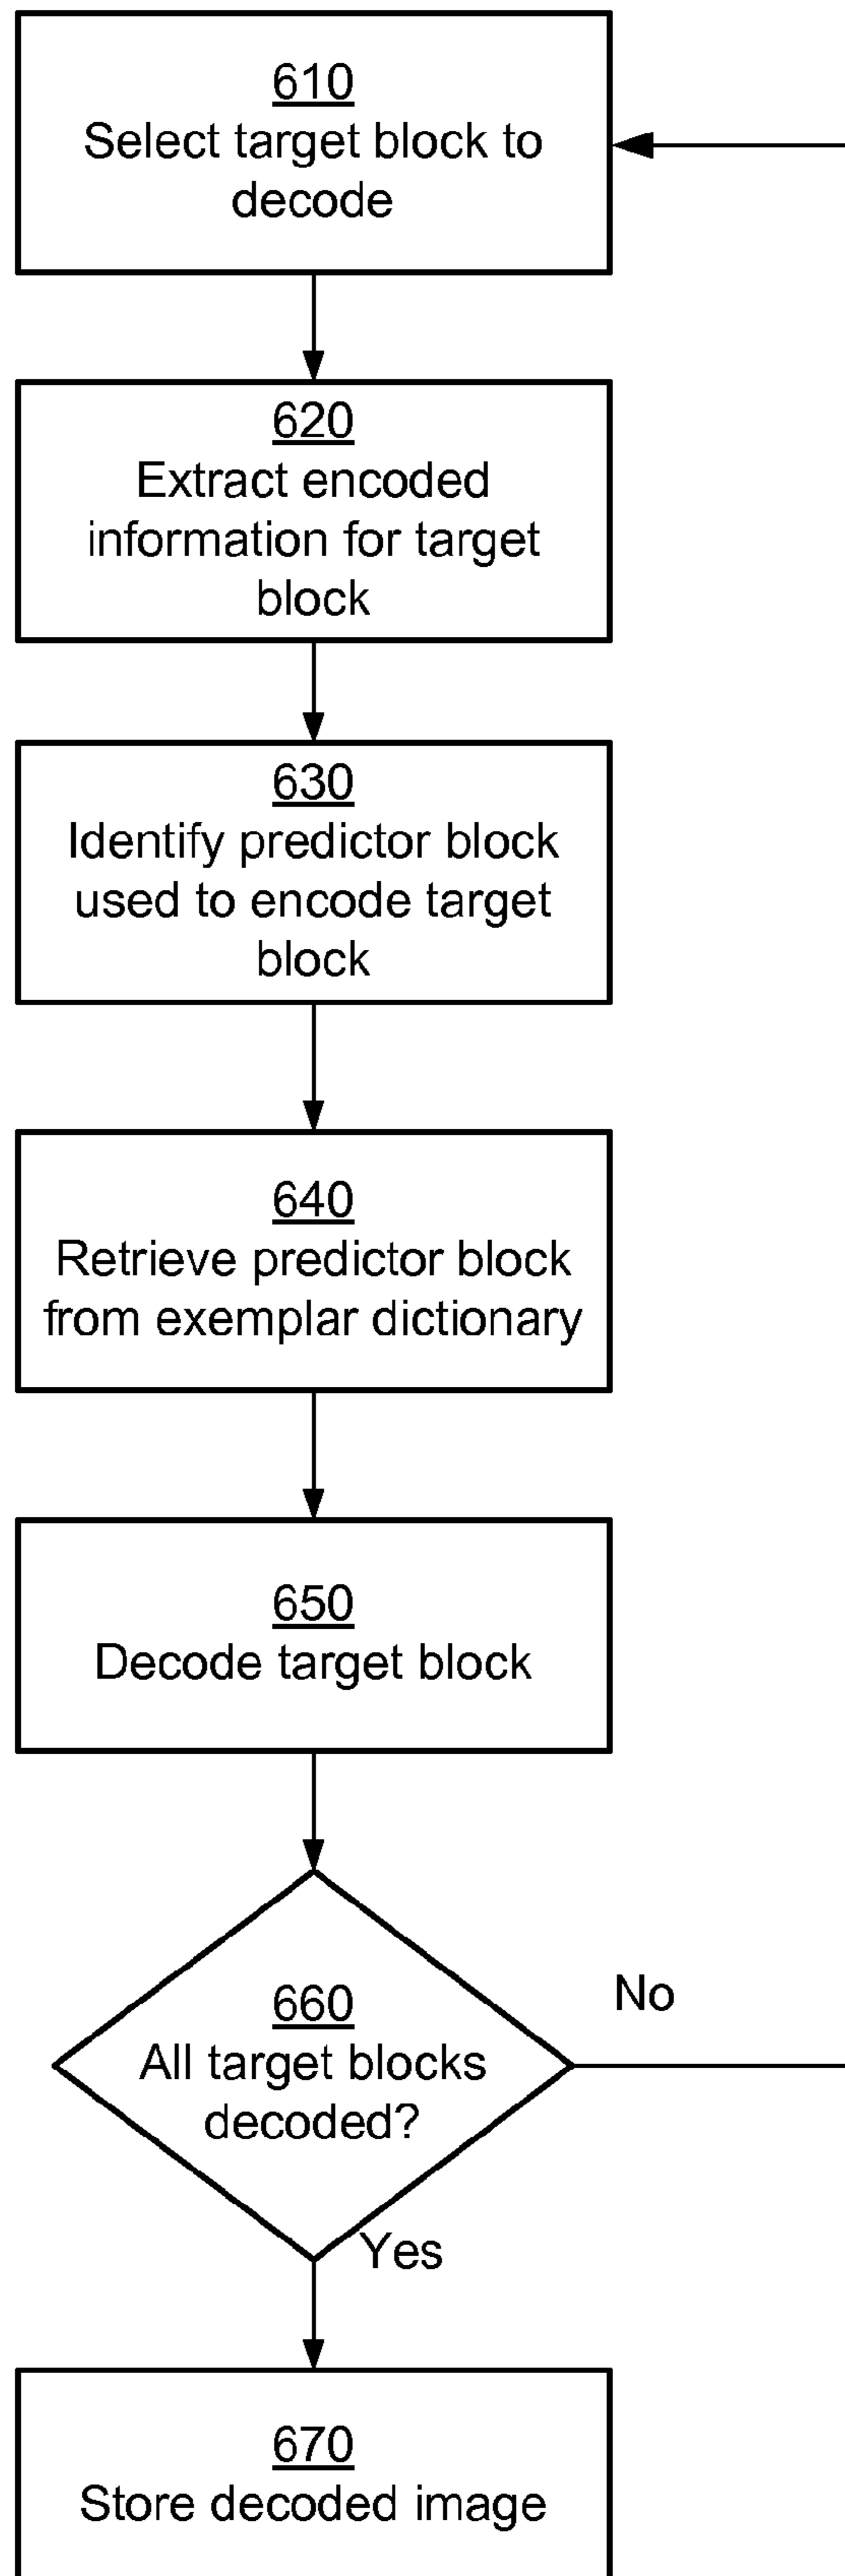 610
Select target block to
decode
620
Extract encoded
information for target
block
630
Identify predictor block
used to encode target
block
640
Retrieve predictor block
from exemplar dictionary
650
Decode target block
660
All target blocks
decoded?
No
Yes
670
Store decoded image